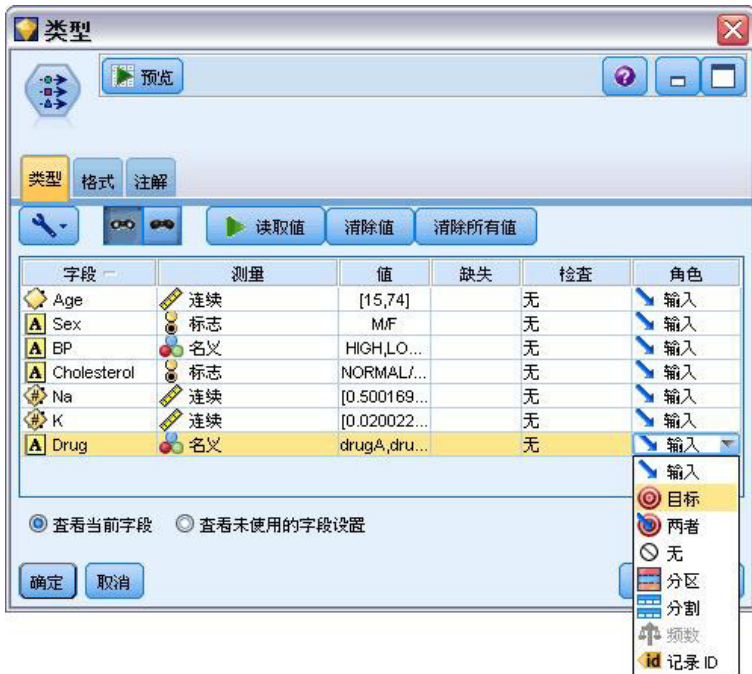 类型
预览
类型 格式 注解
读取值 清除值 清除所有值
字段 测量 值 缺失 检查 角色
Age 连续 [15,74] 无 输入
A Sex 标志 M/F 无 输入
A BP 名义 HIGH,LO... 无 输入
A Cholesterol 标志 NORMAL/... 无 输入
# Na 连续 [0.500169... 无 输入
# K 连续 [0.020022... 无 输入
A Drug 名义 drugA,dru... 无 输入
输入
目标
两者
无
分区
分割
频数
id 记录 ID
查看当前字段 查看未使用的字段设置
确定 取消